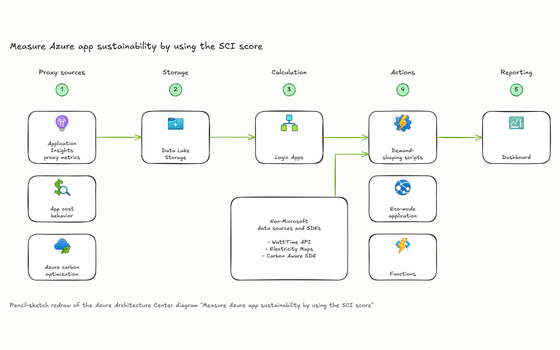 Measure Azure app sustainability by using the SCI score
Proxy sources
Storage
Calculation
Actions
Reporting
1
2
3
4
5
Application
Insights
proxy metrics
Data Lake
Storage
Logic Apps
Demand-
shaping scripts
Dashboard
App cost
behavior
Non-Microsoft
data sources and SDKs
- WattTime API
- Electricity Maps
- Carbon Aware SDK
Eco-mode
application
Azure carbon
optimization
Functions
Pencil-sketch redraw of the Azure Architecture Center diagram "Measure Azure app sustainability by using the SCI score"